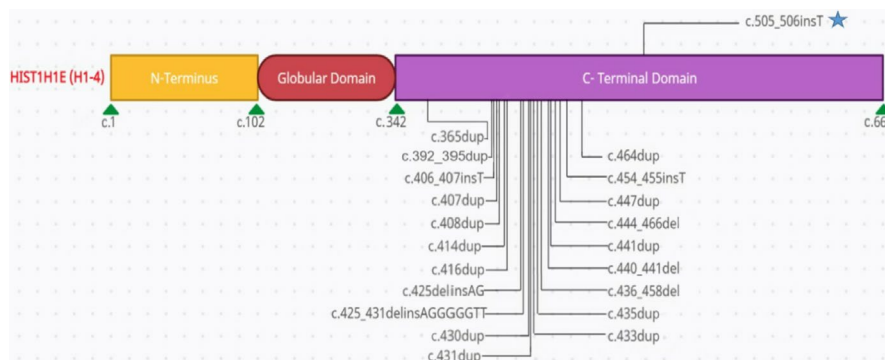 c.505_506insT
HIST1H1E (H1-4)
N-Terminus
Globular Domain
C- Terminal Domain
c.1
c.102
c.342
c.365dup
c.392_395dup
c.406_407insT
c.407dup
c.408dup
c.414dup
c.416dup
c.425delinsAG
c.425_431delinsAGGGGGTT
c.430dup
c.431dup
c.464dup
c.454_455insT
c.447dup
c.444_466del
c.441dup
c.440_441del
c.436_458del
c.435dup
c.433dup